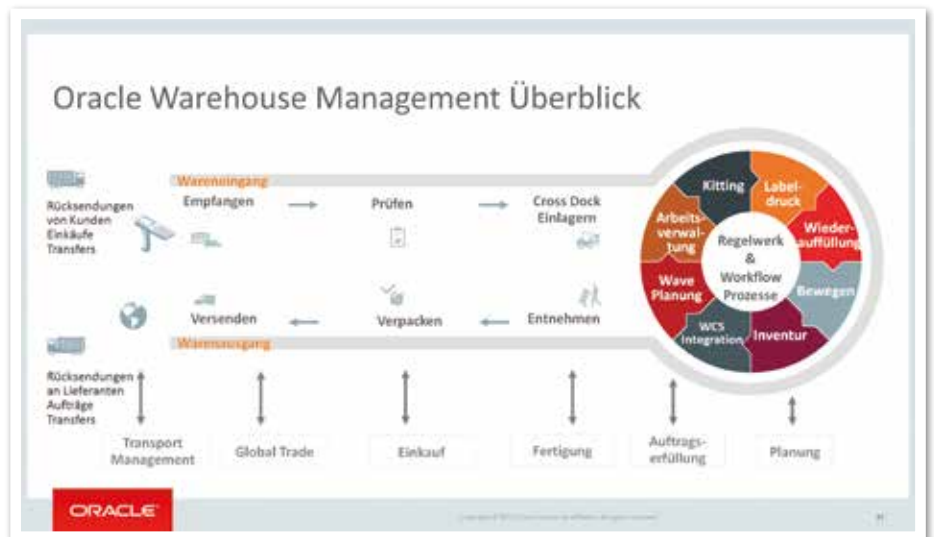 Oracle Warehouse Management Überblick
Wareneingang
Rücksendungen
von Kunden
Einkäufe
Transfers
Empfangen
Prüfen
Cross Dock
Einlagern
Versenden
Verpacken
Entnehmen
Warenausgang
Rücksendungen
an Lieferanten
Aufträge
Transfers
Kitting
Label-
druck
Wieder-
auffüllung
Bewegen
Inventur
WCS
Integration
Wave
Planung
Arbeits-
verwal-
tung
Regelwerk
&
Workflow
Prozesse
Transport
Management
Global Trade
Einkauf
Fertigung
Auftrags-
erfüllung
Planung
ORACLE